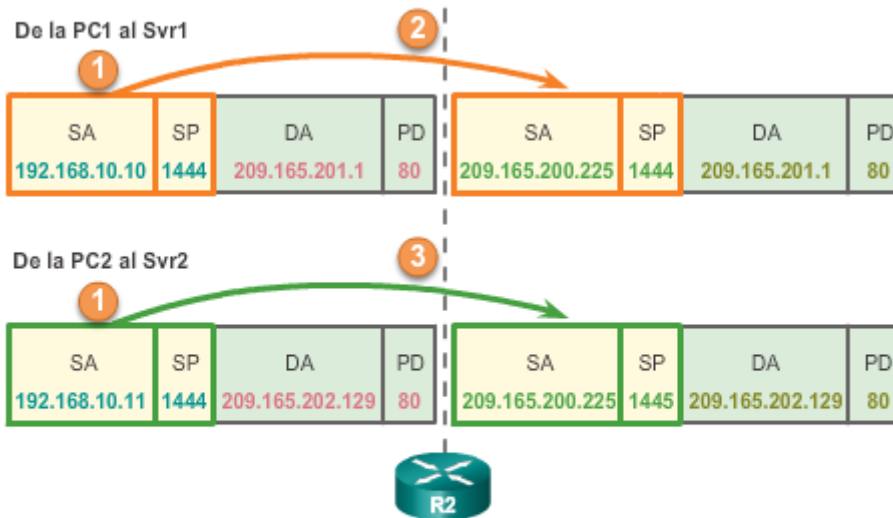 De la PC1 al Svr1
1
2
SA SP DA PD SA SP DA PD
192.168.10.10 1444 209.165.201.1 80 209.165.200.225 1444 209.165.201.1 80
De la PC2 al Svr2
1
3
SA SP DA PD SA SP DA PD
192.168.10.11 1444 209.165.202.129 80 209.165.200.225 1445 209.165.202.129 80
R2